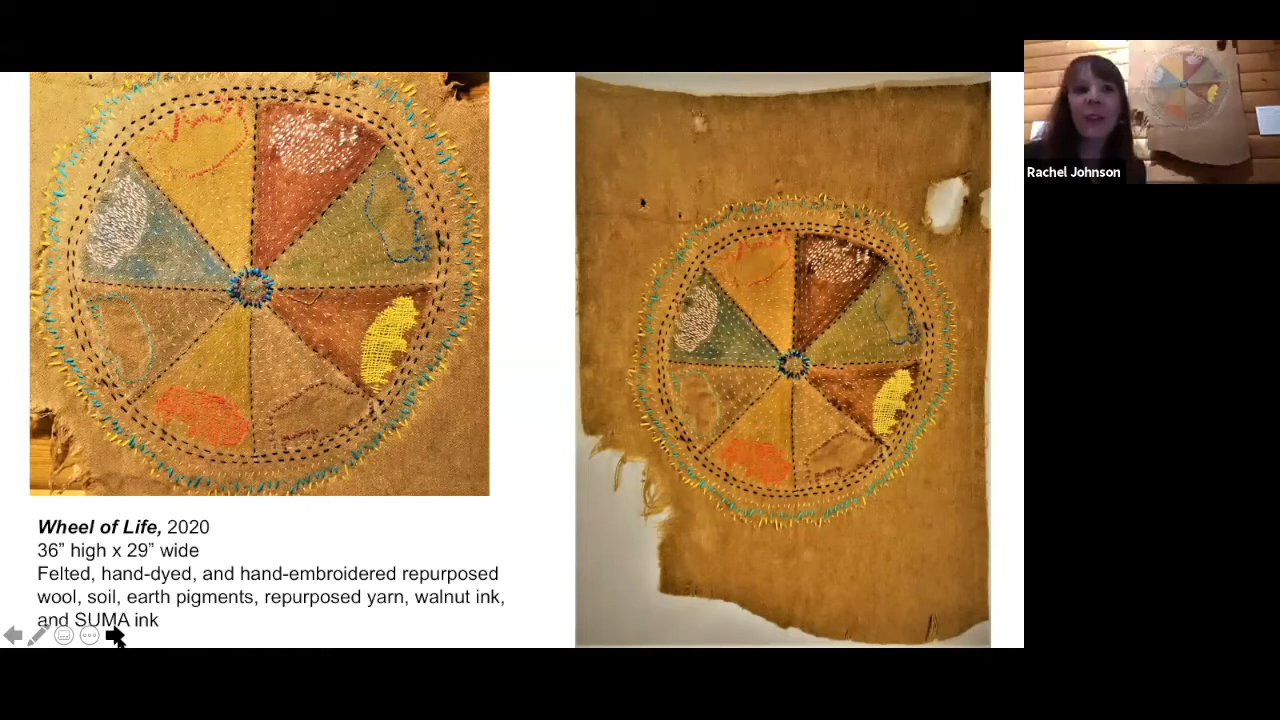 Rachel Johnson
Wheel of Life, 2020
36” high x 29” wide
Felted, hand-dyed, and hand-embroidered repurposed
wool, soil, earth pigments, repurposed yarn, walnut ink,
and SUMA ink